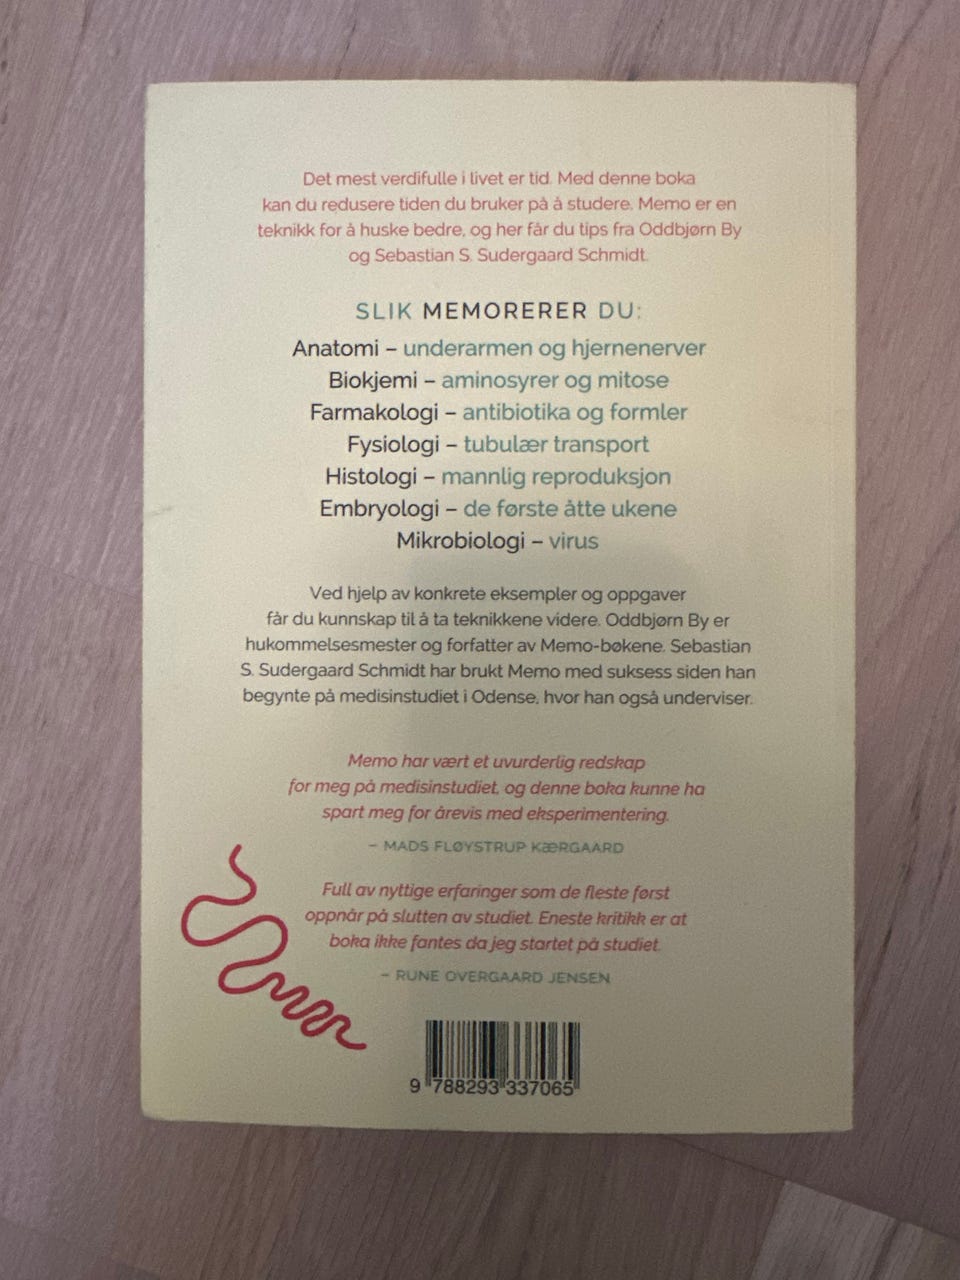 Det mest verdifulle i livet er tid. Med denne boka
kan du redusere tiden du bruker på å studere. Memo er en
teknikk for å huske bedre, og her får du tips fra Oddbjørn By
og Sebastian S. Sudergaard Schmidt.
SLIK MEMORERER DU:
Anatomi – underarmen og hjernenerver
Biokjemi – aminosyrer og mitose
Farmakologi – antibiotika og formler
Fysiologi – tubulær transport
Histologi – mannlig reproduksjon
Embryologi – de første åtte ukene
Mikrobiologi – virus
Ved hjelp av konkrete eksempler og oppgaver
får du kunnskap til å ta teknikkene videre. Oddbjørn By er
hukommelsesmester og forfatter av Memo-bøkene. Sebastian
S. Sudergaard Schmidt har brukt Memo med suksess siden han
begynte på medisinstudiet i Odense, hvor han også underviser.
Memo har vært et uvurderlig redskap
for meg på medisinstudiet, og denne boka kunne ha
spart meg for årevis med eksperimentering.
– MADS FLØYSTRUP KÆRGAARD
Full av nyttige erfaringer som de fleste først
oppnår på slutten av studiet. Eneste kritikk er at
boka ikke fantes da jeg startet på studiet.
– RUNE OVERGAARD JENSEN
9 788293 337065